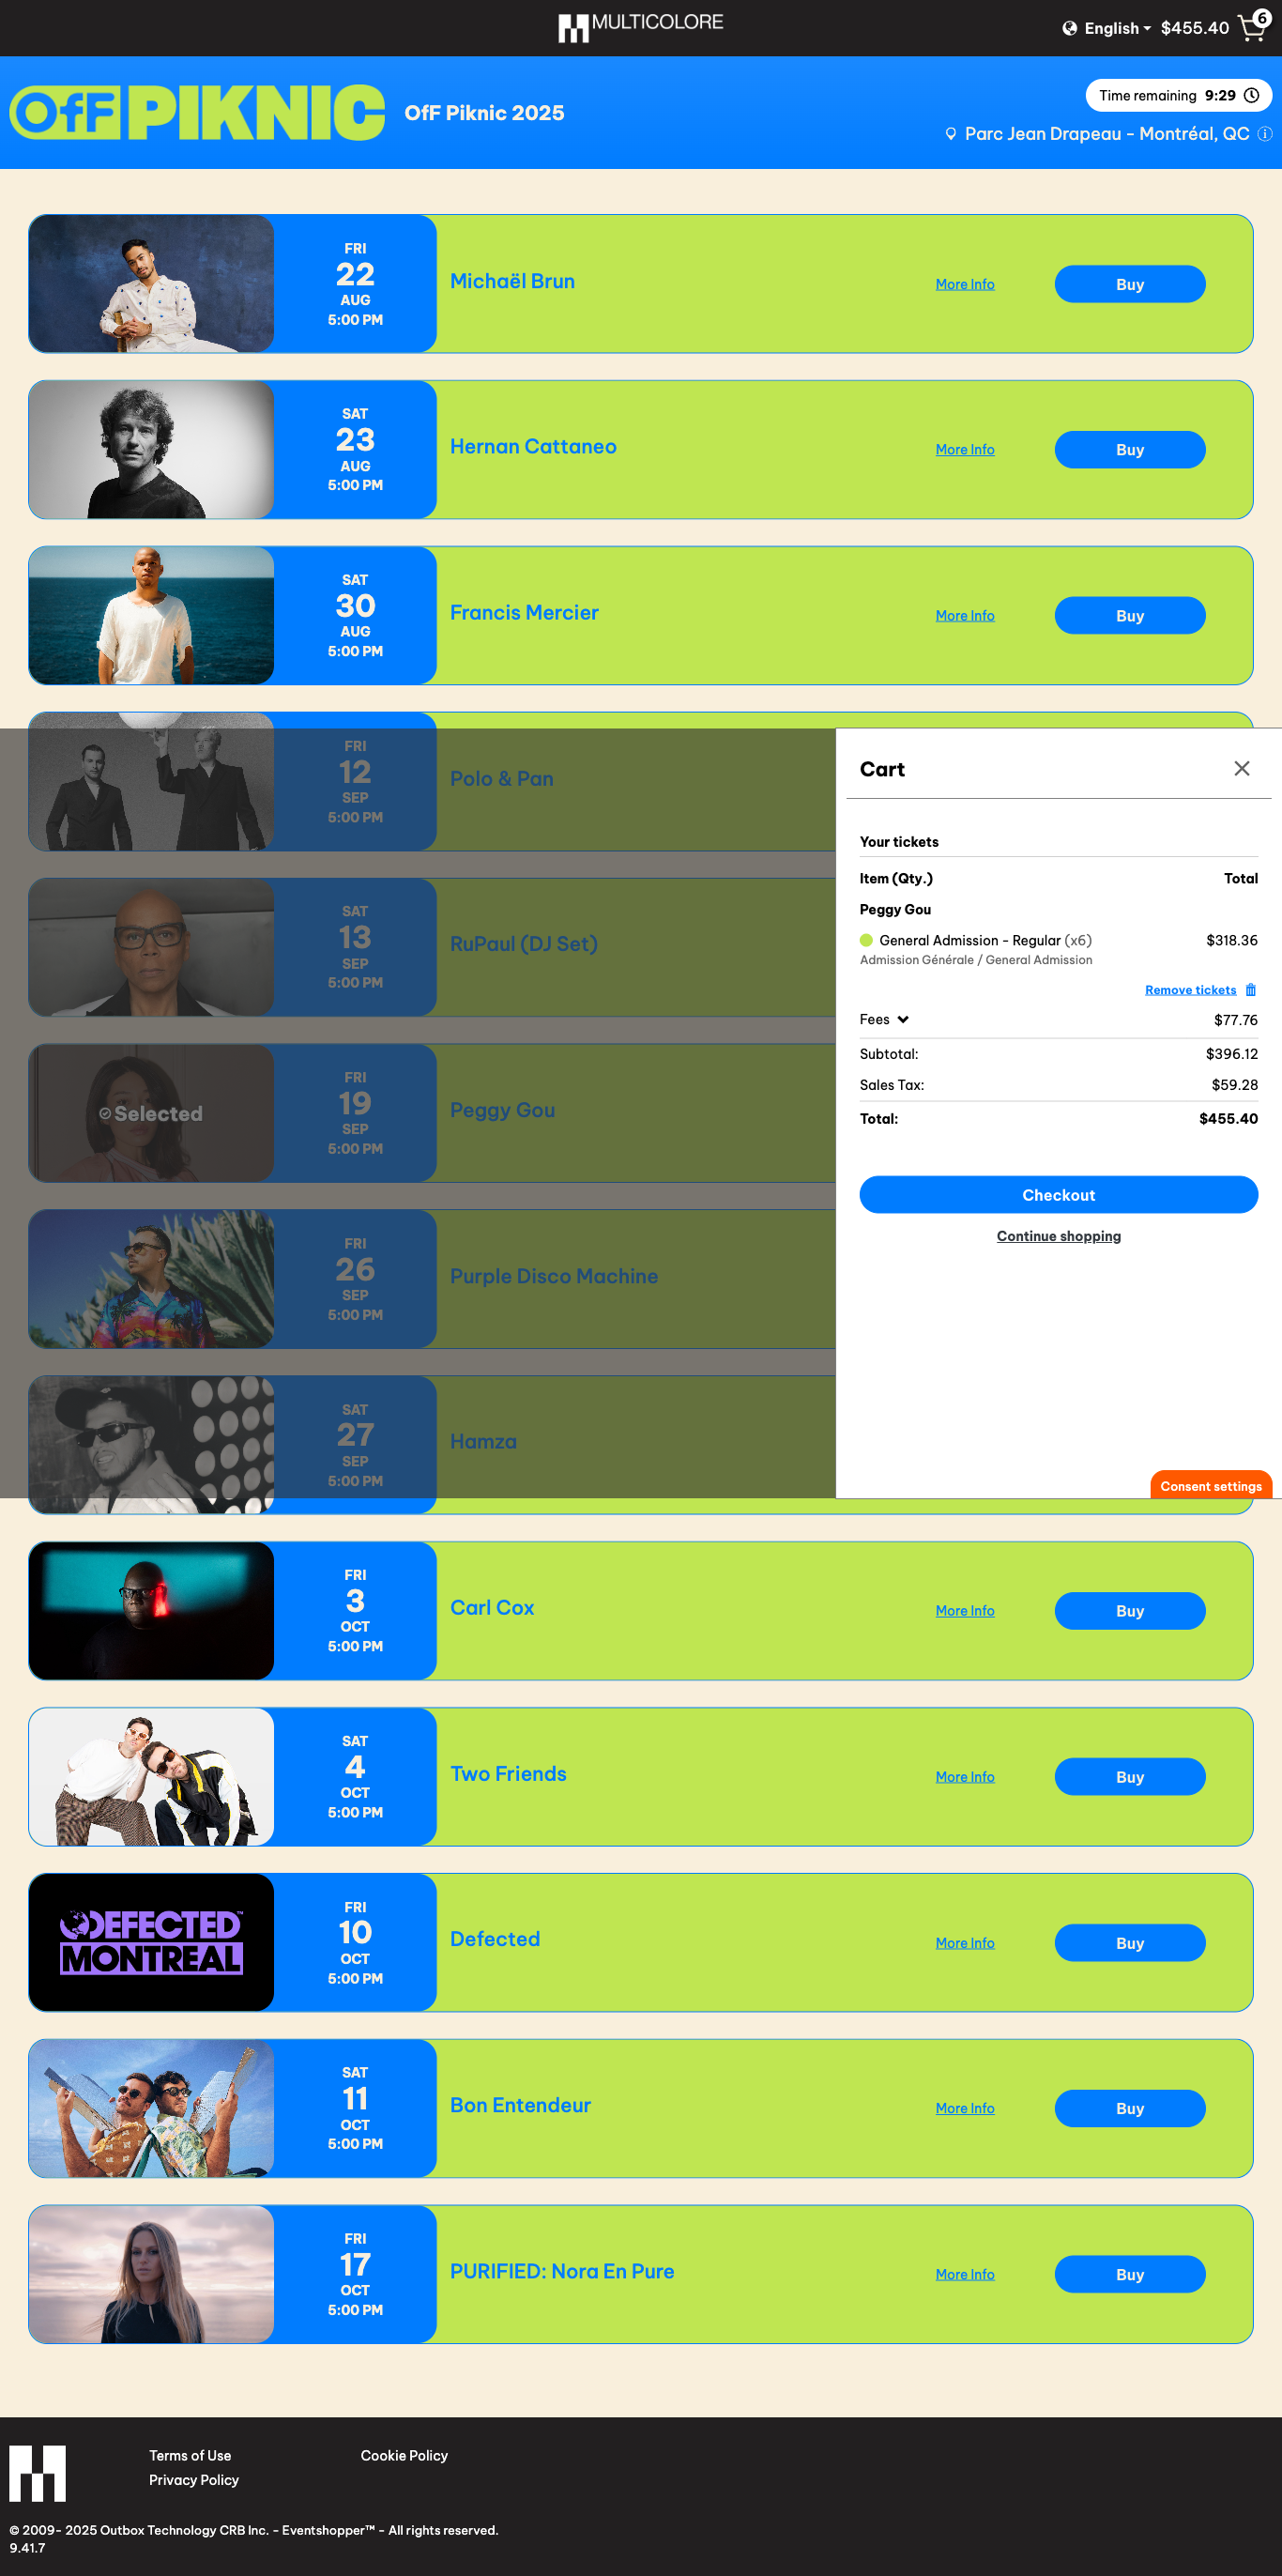 MULTICOLORE
English
$455.40
6
OfF PIKNIC
OfF Piknic 2025
Time remaining 9:29
Parc Jean Drapeau - Montréal, QC
FRI
22
AUG
5:00 PM
Michaël Brun
More Info
Buy
SAT
23
AUG
5:00 PM
Hernan Cattaneo
More Info
Buy
SAT
30
AUG
5:00 PM
Francis Mercier
More Info
Buy
FRI
12
SEP
5:00 PM
Polo & Pan
SAT
13
SEP
5:00 PM
RuPaul (DJ Set)
Selected
FRI
19
SEP
5:00 PM
Peggy Gou
FRI
26
SEP
5:00 PM
Purple Disco Machine
SAT
27
SEP
5:00 PM
Hamza
Cart
Your tickets
Item (Qty.) Total
Peggy Gou
General Admission - Regular (x6) $318.36
Admission Générale / General Admission
Remove tickets
Fees $77.76
Subtotal: $396.12
Sales Tax: $59.28
Total: $455.40
Checkout
Continue shopping
Consent settings
FRI
3
OCT
5:00 PM
Carl Cox
More Info
Buy
SAT
4
OCT
5:00 PM
Two Friends
More Info
Buy
DEFECTED™
MONTREAL
FRI
10
OCT
5:00 PM
Defected
More Info
Buy
SAT
11
OCT
5:00 PM
Bon Entendeur
More Info
Buy
FRI
17
OCT
5:00 PM
PURIFIED: Nora En Pure
More Info
Buy
Terms of Use
Privacy Policy
Cookie Policy
© 2009- 2025 Outbox Technology CRB Inc. - Eventshopper™ - All rights reserved.
9.41.7